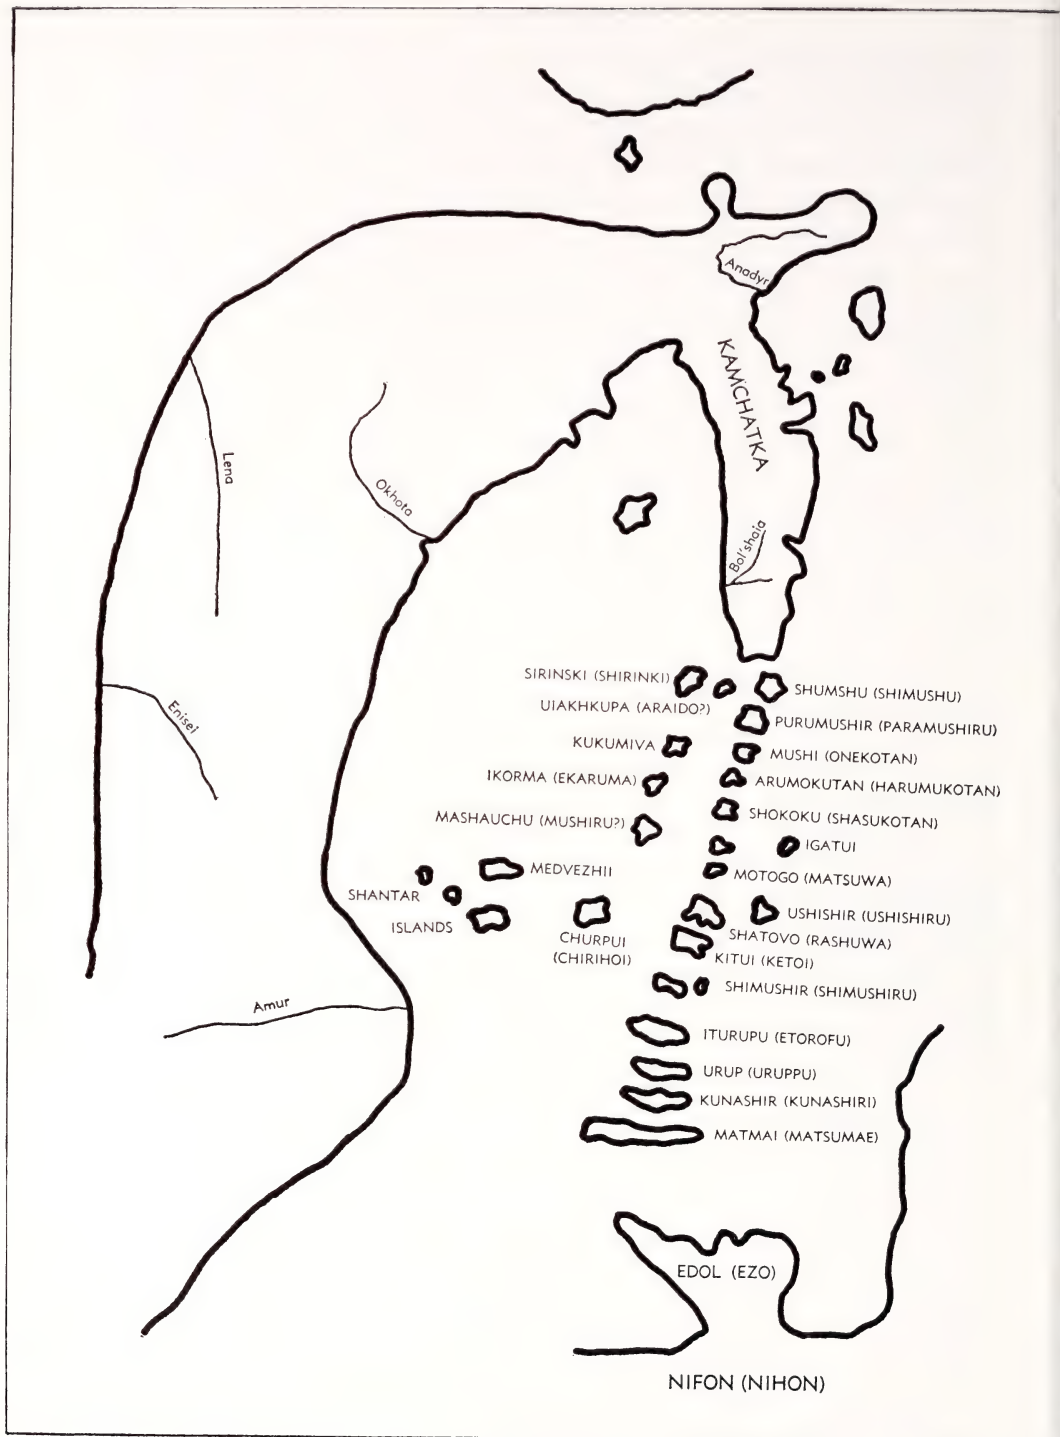 Anadyr
KAMCHATKA
Lena
Okhota
Bol'shaia
Enisei
SIRINSKI (SHIRINKI)
SHUMSHU (SHIMUSHU)
UIAKHKUPA (ARAIDO?)
PURUMUSHIR (PARAMUSHIRU)
KUKUMIVA
MUSHI (ONEKOTAN)
IKORMA (EKARUMA)
ARUMOKUTAN (HARUMUKOTAN)
MASHAUCHU (MUSHIRU?)
SHOKOKU (SHASUKOTAN)
IGATUI
MEDVEZHII
MOTOGO (MATSUWA)
SHANTAR
ISLANDS
CHURPUI
(CHIRIHOI)
USHISHIR (USHISHIRU)
SHATOVO (RASHUWA)
KITUI (KETOI)
SHIMUSHIR (SHIMUSHIRU)
Amur
ITURUPU (ETOROFU)
URUP (URUPPU)
KUNASHIR (KUNASHIRI)
MATMAI (MATSUMAE)
EDOL (EZO)
NIFON (NIHON)